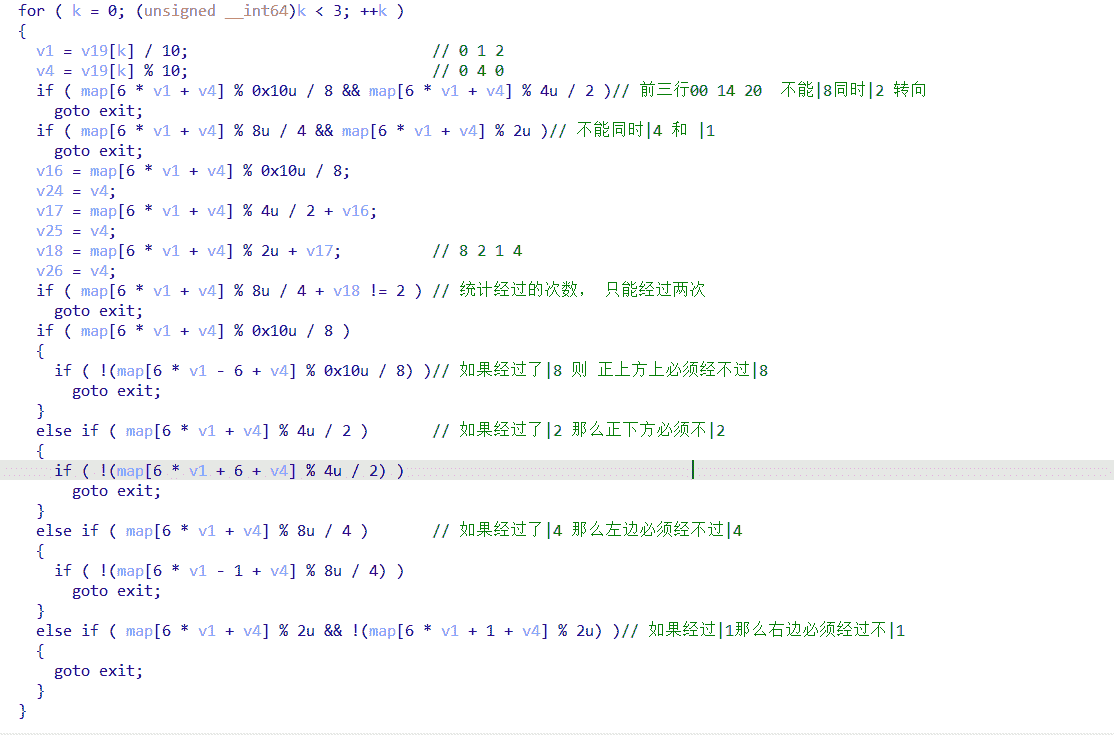 for ( k = 0; (unsigned __int64)k < 3; ++k )
{
v1 = v19[k] / 10; // 0 1 2
v4 = v19[k] % 10; // 0 4 0
if ( map[6 * v1 + v4] % 0x10u / 8 && map[6 * v1 + v4] % 4u / 2 )// 前三行00 14 20 不能|8同时|2 转向
goto exit;
if ( map[6 * v1 + v4] % 8u / 4 && map[6 * v1 + v4] % 2u )// 不能同时|4 和 |1
goto exit;
v16 = map[6 * v1 + v4] % 0x10u / 8;
v24 = v4;
v17 = map[6 * v1 + v4] % 4u / 2 + v16;
v25 = v4;
v18 = map[6 * v1 + v4] % 2u + v17; // 8 2 1 4
v26 = v4;
if ( map[6 * v1 + v4] % 8u / 4 + v18 != 2 ) // 统计经过的次数， 只能经过两次
goto exit;
if ( map[6 * v1 + v4] % 0x10u / 8 )
{
if ( !(map[6 * v1 - 6 + v4] % 0x10u / 8) )// 如果经过了|8 则 正上方上必须经不过|8
goto exit;
}
else if ( map[6 * v1 + v4] % 4u / 2 ) // 如果经过了|2 那么正下方必须不|2
{
if ( !(map[6 * v1 + 6 + v4] % 4u / 2) )
goto exit;
}
else if ( map[6 * v1 + v4] % 8u / 4 ) // 如果经过了|4 那么左边必须经不过|4
{
if ( !(map[6 * v1 - 1 + v4] % 8u / 4) )
goto exit;
}
else if ( map[6 * v1 + v4] % 2u && !(map[6 * v1 + 1 + v4] % 2u) )// 如果经过|1那么右边必须经过不|1
{
goto exit;
}
}